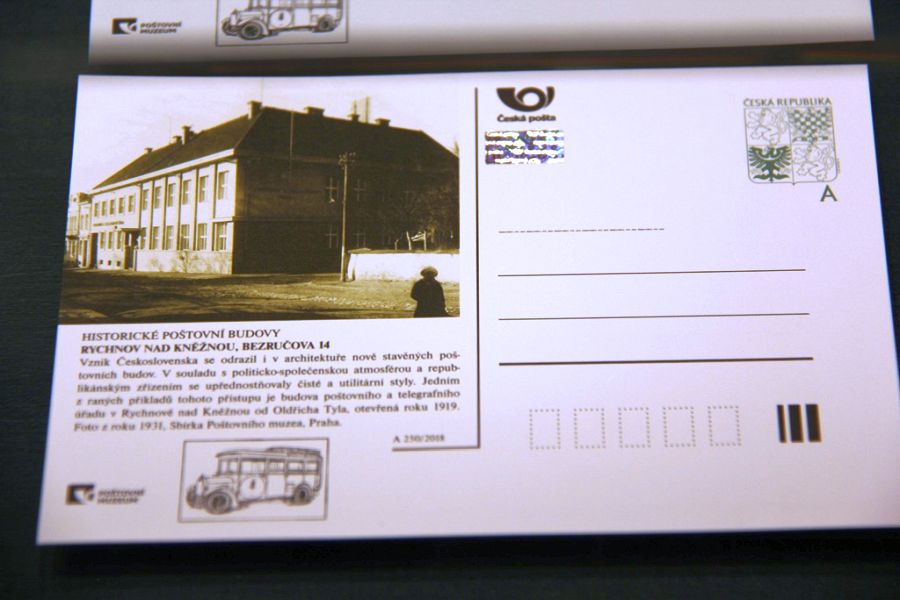 POŠTOVNÍ
MUZEUM
HISTORICKÉ POŠTOVNÍ BUDOVY
RYCHNOV NAD KNĚŽNOU, BEZRUČOVA 14
Vznik Československa se odrazil i v architektuře nově stavěných poš-
tovních budov. V souladu s politicko-společenskou atmosférou a repub-
likánským zřízením se upřednostňovaly čisté a utilitární styly. Jedním
z raných příkladů tohoto přístupu je budova poštovního a telegrafního
úřadu v Rychnově nad Kněžnou od Oldřicha Tyla, otevřená roku 1919.
Foto z roku 1931, Sbírka Poštovního muzea, Praha.
A 250/2018
POŠTOVNÍ
MUZEUM
Česká pošta
ČESKÁ REPUBLIKA
A